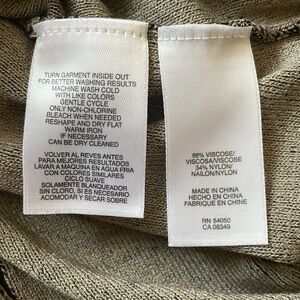 TURN GARMENT INSIDE OUT
FOR BETTER WASHING RESULTS
MACHINE WASH COLD
WITH LIKE COLORS
GENTLE CYCLE
ONLY NON-CHLORINE
BLEACH WHEN NEEDED
RESHAPE AND DRY FLAT
WARM IRON
IF NECESSARY
CAN BE DRY CLEANED
VOLVER AL REVES ANTES
PARA MEJORES RESULTADOS
LAVAR A MAQUINA EN AGUA FRIA
CON COLORES SIMILARES
CICLO SUAVE
SOLAMENTE BLANQUEADOR
SIN CLORO, SI ES NECESARIO
ACOMODAR Y SECAR SOBRE
66% VISCOSE/
VISCOSA/VISCOSE
34% NYLON/
NAILON/NYLON
MADE IN CHINA
HECHO EN CHINA
FABRIQUE EN CHINE
RN 54050
CA 08349